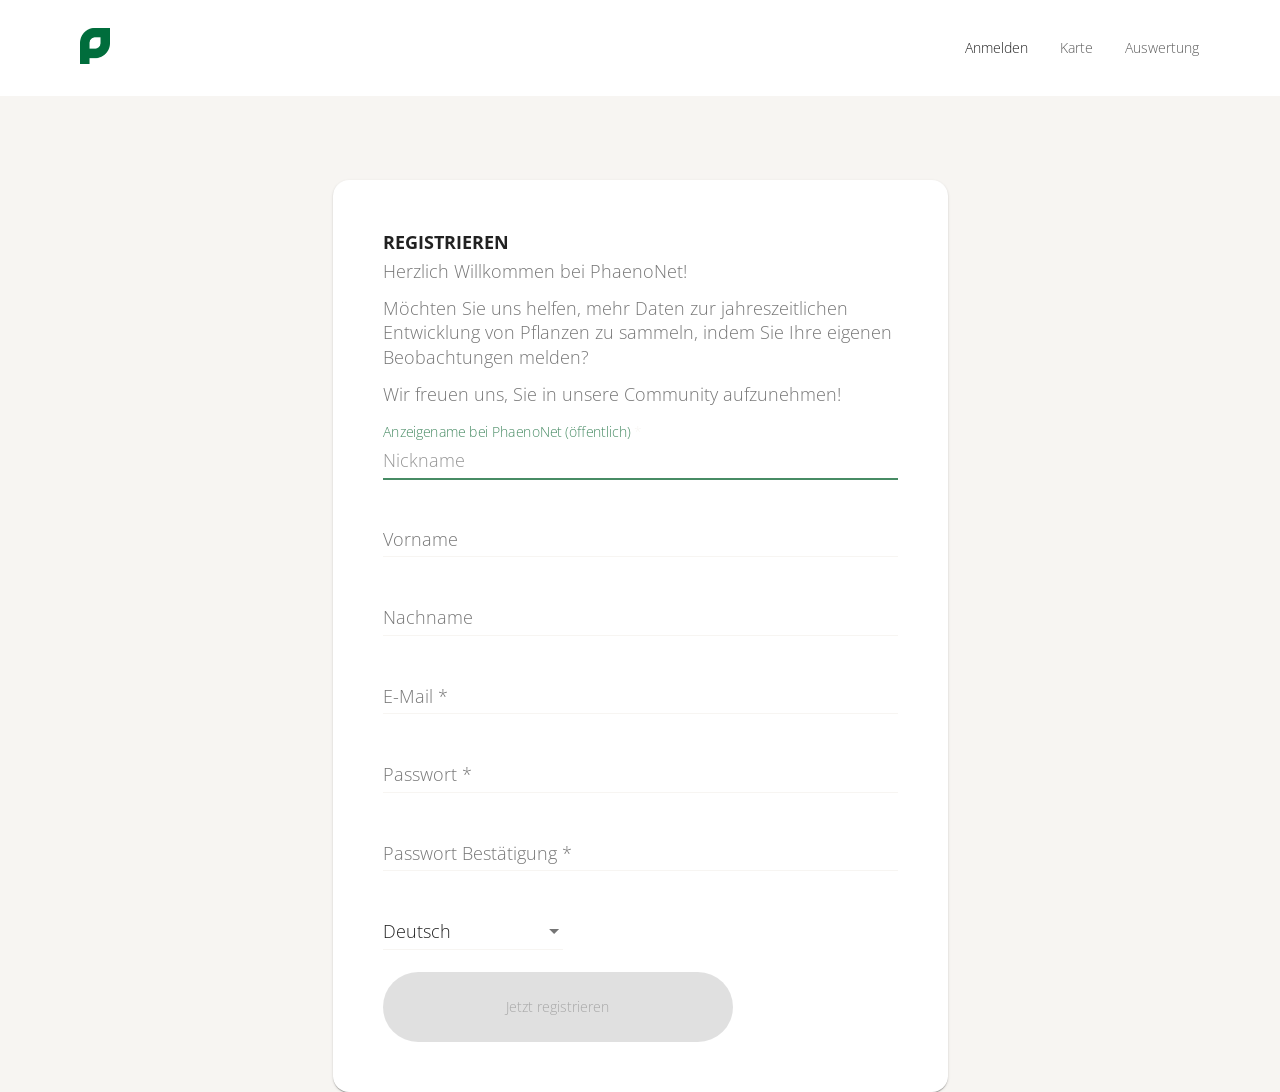 Anmelden Karte Auswertung
REGISTRIEREN
Herzlich Willkommen bei PhaenoNet!
Möchten Sie uns helfen, mehr Daten zur jahreszeitlichen
Entwicklung von Pflanzen zu sammeln, indem Sie Ihre eigenen
Beobachtungen melden?
Wir freuen uns, Sie in unsere Community aufzunehmen!
Anzeigename bei PhaenoNet (öffentlich)
Nickname
Vorname
Nachname
E-Mail *
Passwort *
Passwort Bestätigung *
Deutsch
Jetzt registrieren